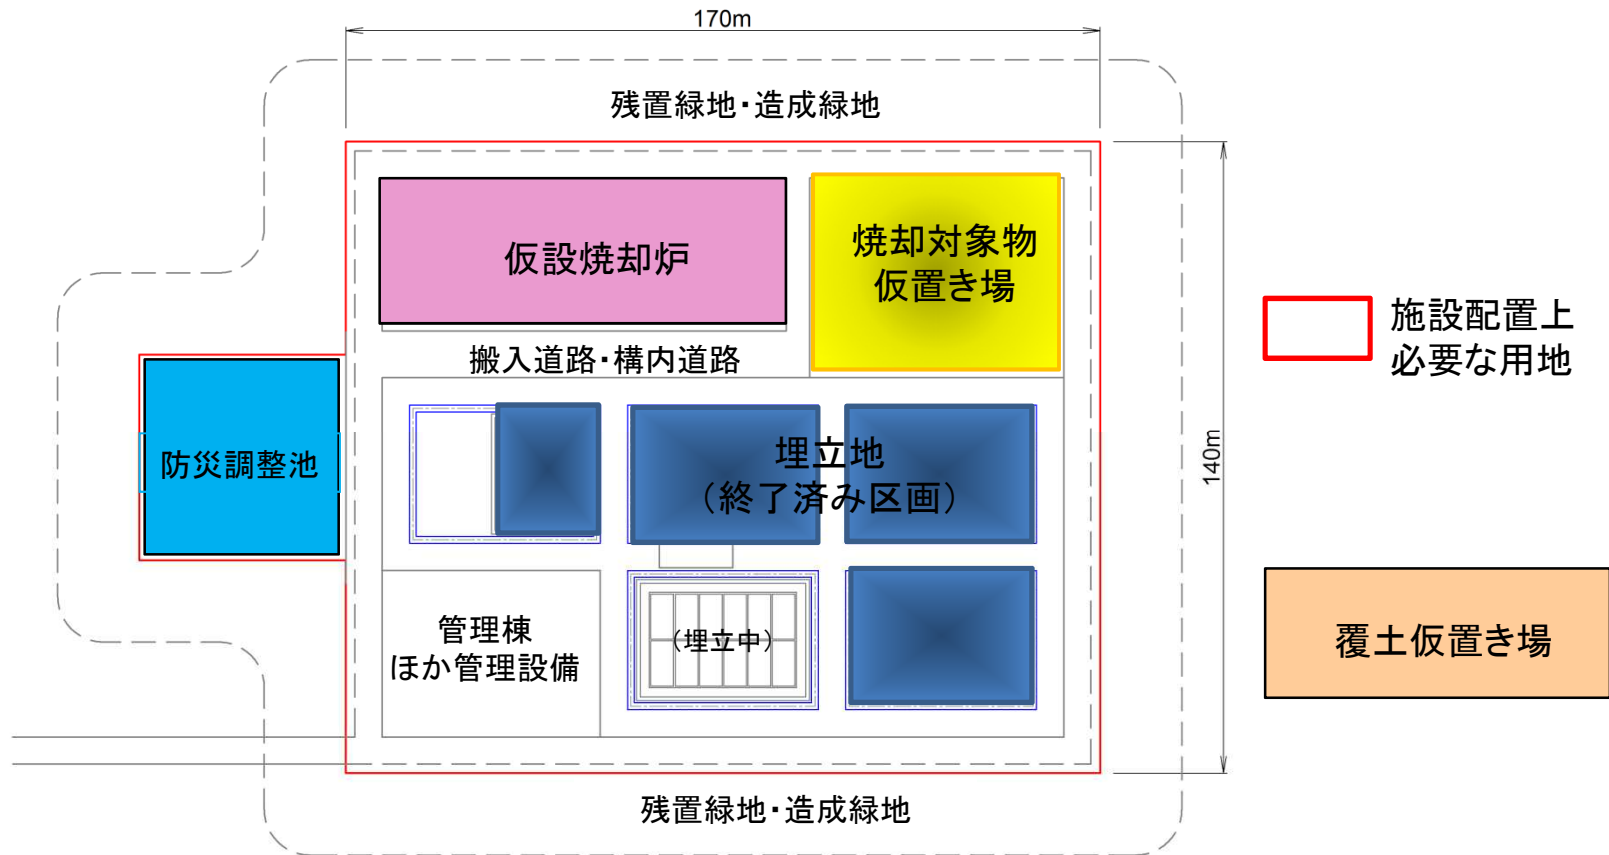 170m
残置緑地・造成緑地
仮設焼却炉
焼却対象物
仮置き場
施設配置上
必要な用地
搬入道路・構内道路
防災調整池
埋立地
（終了済み区画）
140m
管理棟
ほか管理設備
（埋立中）
覆土仮置き場
残置緑地・造成緑地